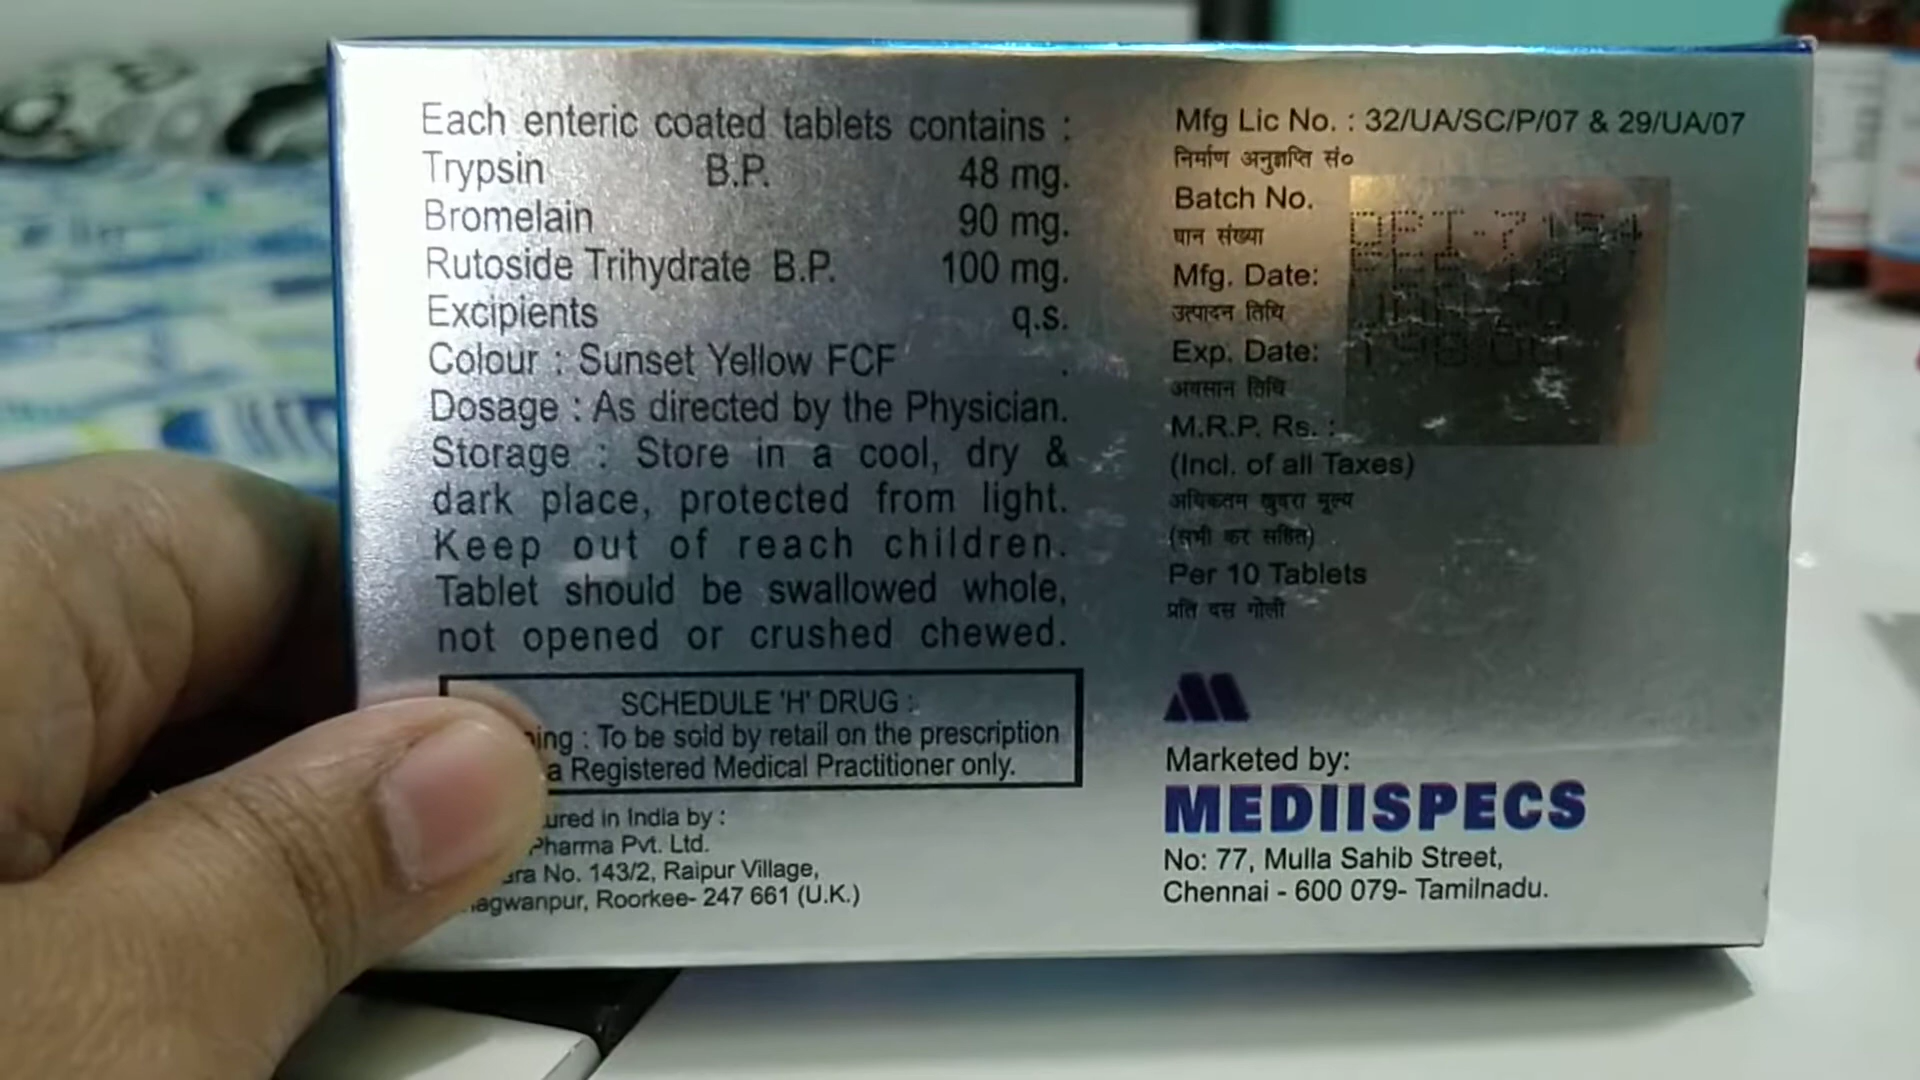 Each enteric coated tablets contains :
Trypsin B.P. 48 mg.
Bromelain 90 mg.
Rutoside Trihydrate B.P. 100 mg.
Excipients q.s.
Colour : Sunset Yellow FCF
Dosage : As directed by the Physician.
Storage : Store in a cool, dry &
dark place, protected from light.
Keep out of reach children.
Tablet should be swallowed whole,
not opened or crushed chewed.
SCHEDULE 'H' DRUG :
: To be sold by retail on the prescription
a Registered Medical Practitioner only.
in India by :
Pharma Pvt. Ltd.
No. 143/2, Raipur Village,
Roorkee- 247 661 (U.K.)
Mfg Lic No. : 32/UA/SC/P/07 & 29/UA/07
निर्माण अनुज्ञप्ति सं०
Batch No.
घान संख्या
Mfg. Date:
उत्पादन तिथि
Exp. Date:
अवसान तिथि
M.R.P. Rs. :
(Incl. of all Taxes)
अधिकतम खुदरा मूल्य
(सभी कर सहित)
Per 10 Tablets
प्रति दस गोली
Marketed by:
MEDIISPECS
No: 77, Mulla Sahib Street,
Chennai - 600 079- Tamilnadu.